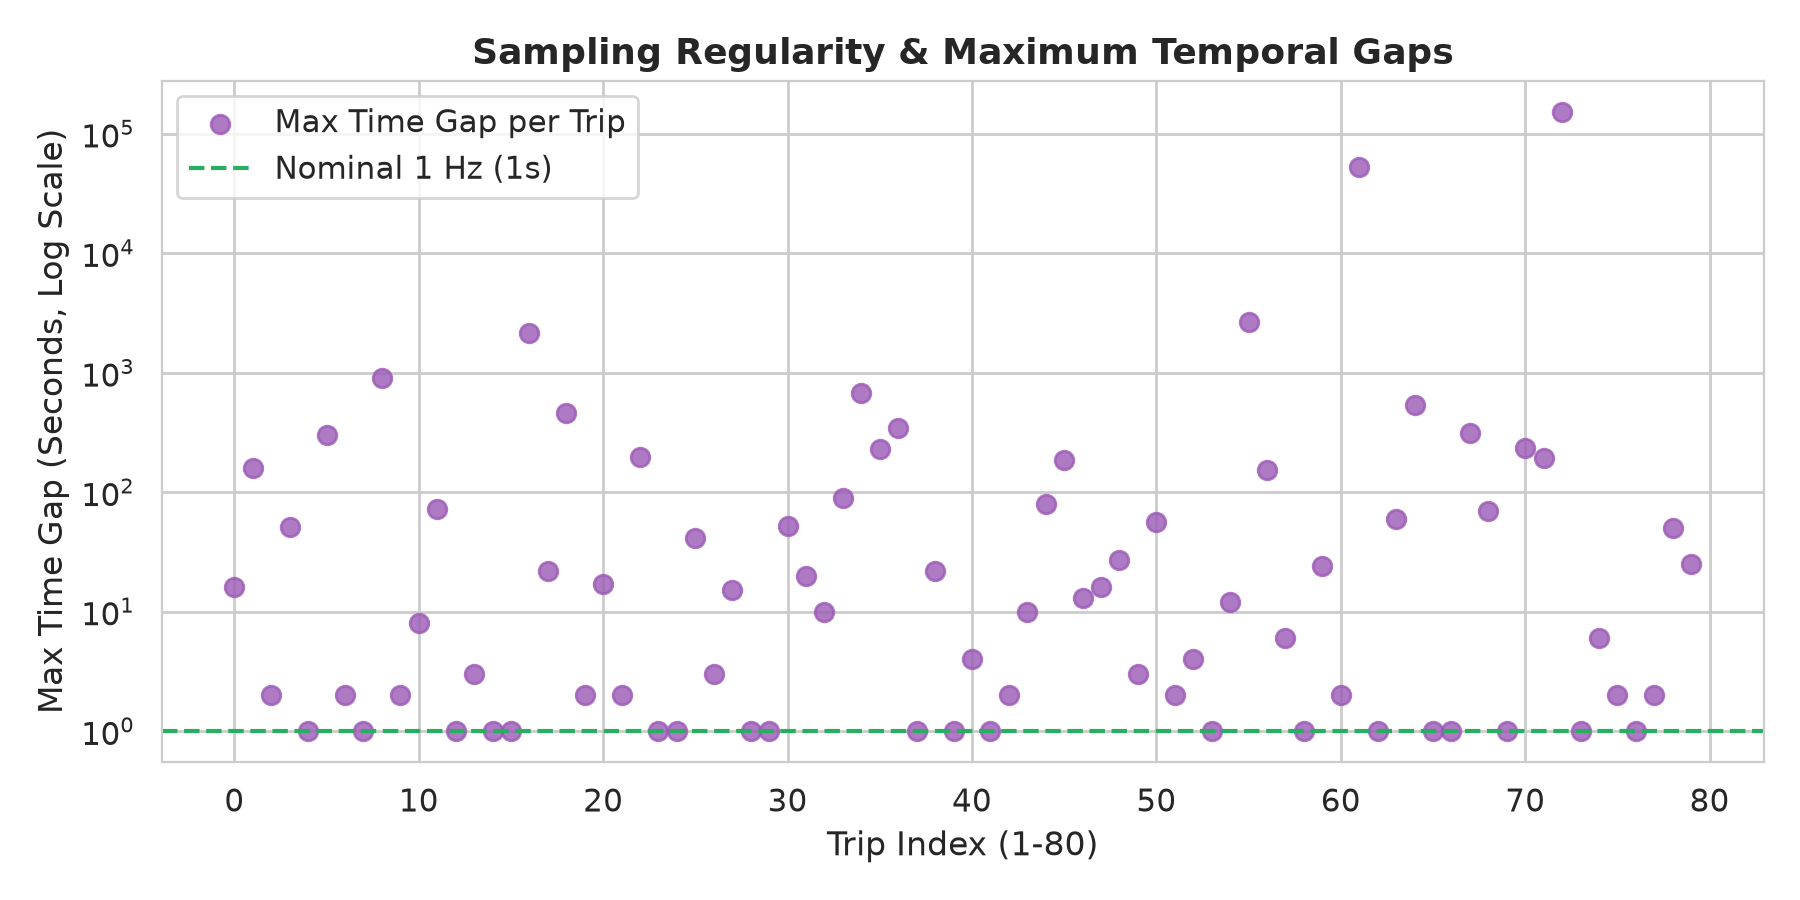 Sampling Regularity & Maximum Temporal Gaps
Max Time Gap per Trip
Nominal 1 Hz (1s)
Max Time Gap (Seconds, Log Scale)
10⁵
10⁴
10³
10²
10¹
10⁰
0 10 20 30 40 50 60 70 80
Trip Index (1-80)